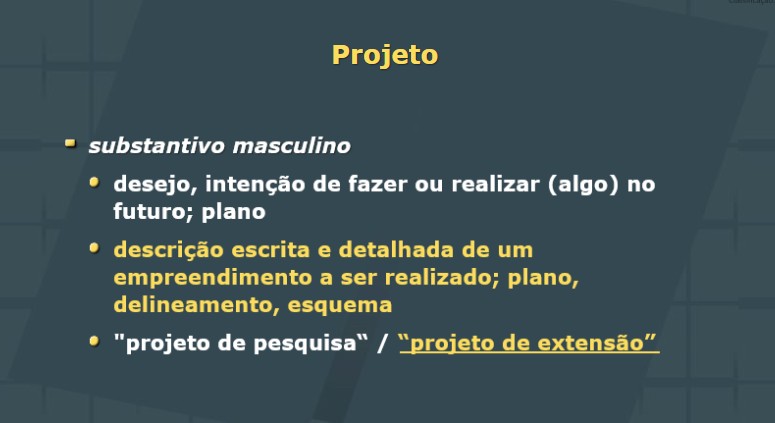 Projeto
substantivo masculino
desejo, intenção de fazer ou realizar (algo) no
futuro; plano
descrição escrita e detalhada de um
empreendimento a ser realizado; plano,
delineamento, esquema
"projeto de pesquisa‟ / “projeto de extensão”